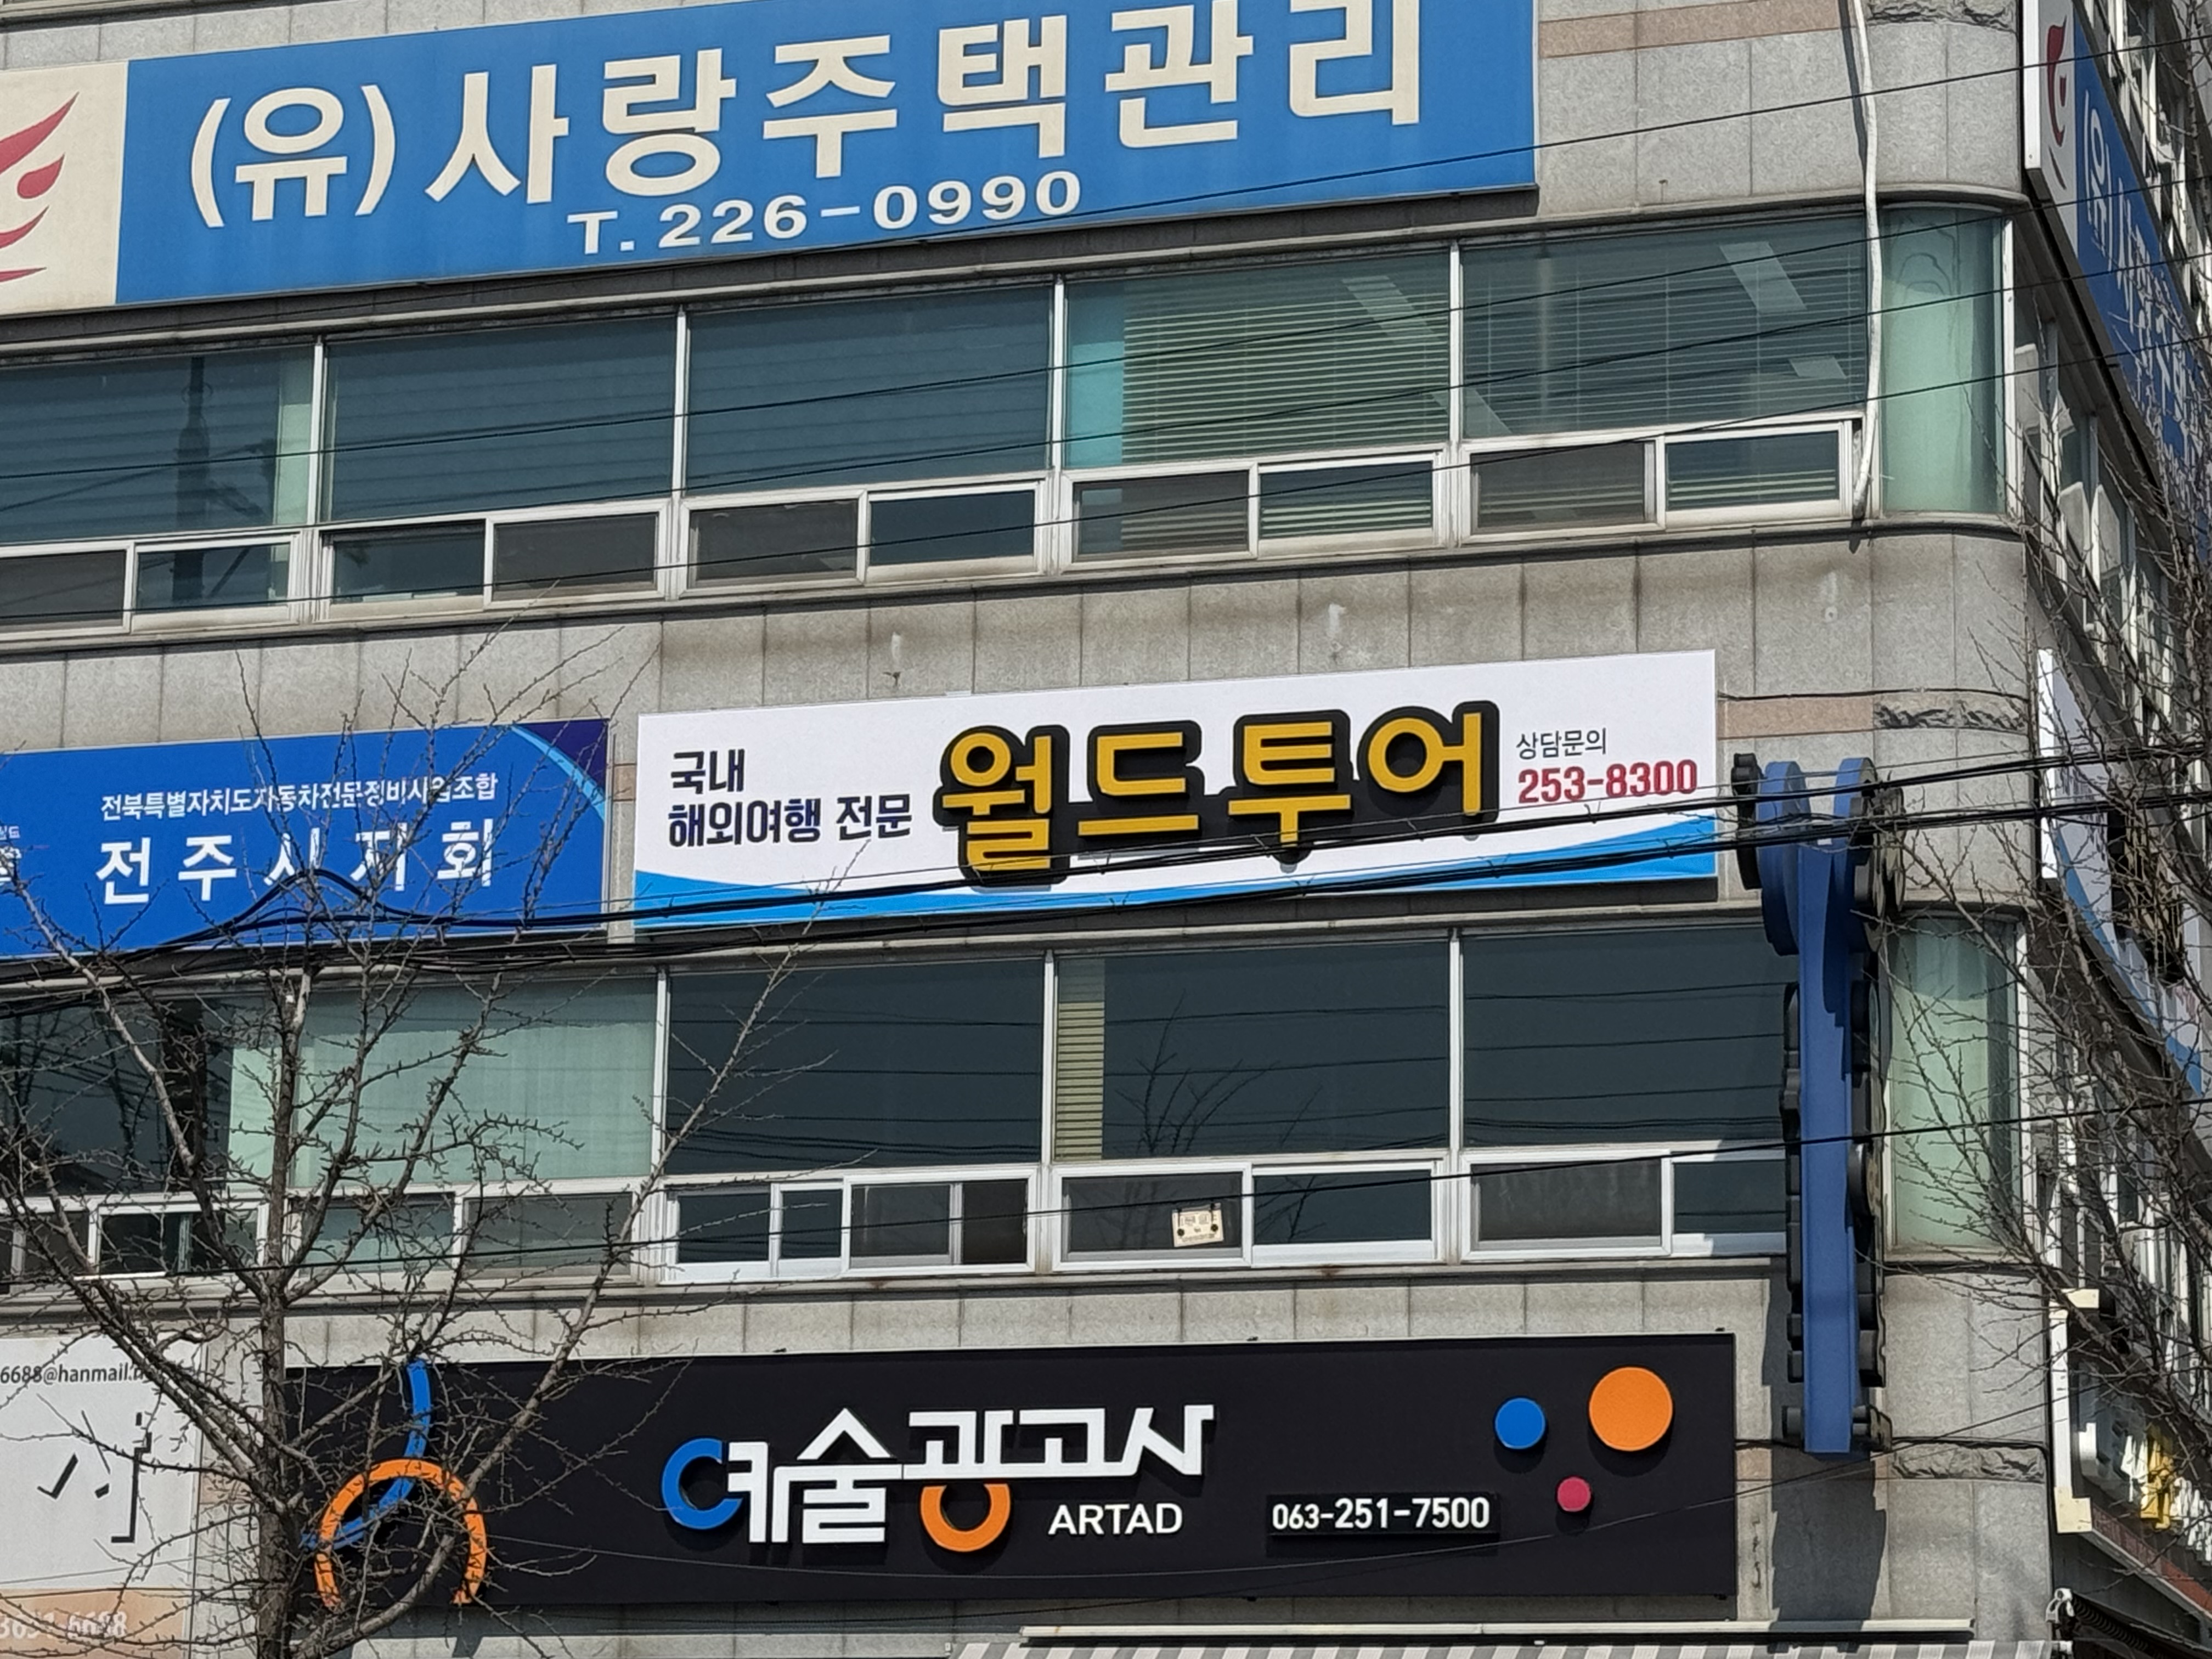 (유)사랑주택관리
T. 226-0990
전북특별자치도자동차전문정비사업조합
전주시지회
국내
해외여행 전문
월드투어
상담문의
253-8300
6688@hanmail.
예술광고사
ARTAD
063-251-7500